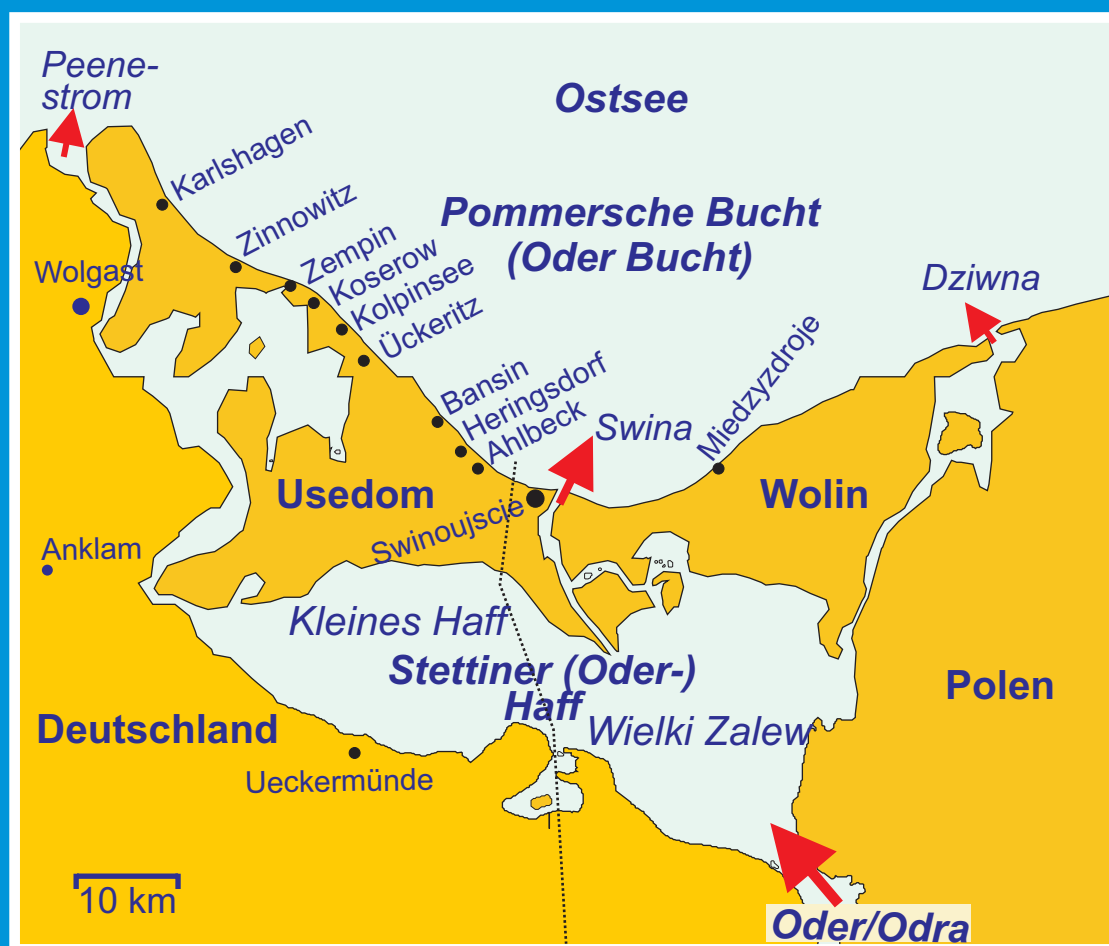 Peene-
strom
Ostsee
Karlshagen
Zinnowitz
Pommersche Bucht
(Oder Bucht)
Zempin
Koserow
Kolpinsee
Ückeritz
Wolgast
Dziwna
Bansin
Heringsdorf
Ahlbeck
Swina
Miedzyzdroje
Usedom
Wolin
Swinoujscie
Anklam
Kleines Haff
Stettiner (Oder-)
Haff
Polen
Deutschland
Wielki Zalew
Ueckermünde
10 km
Oder/Odra